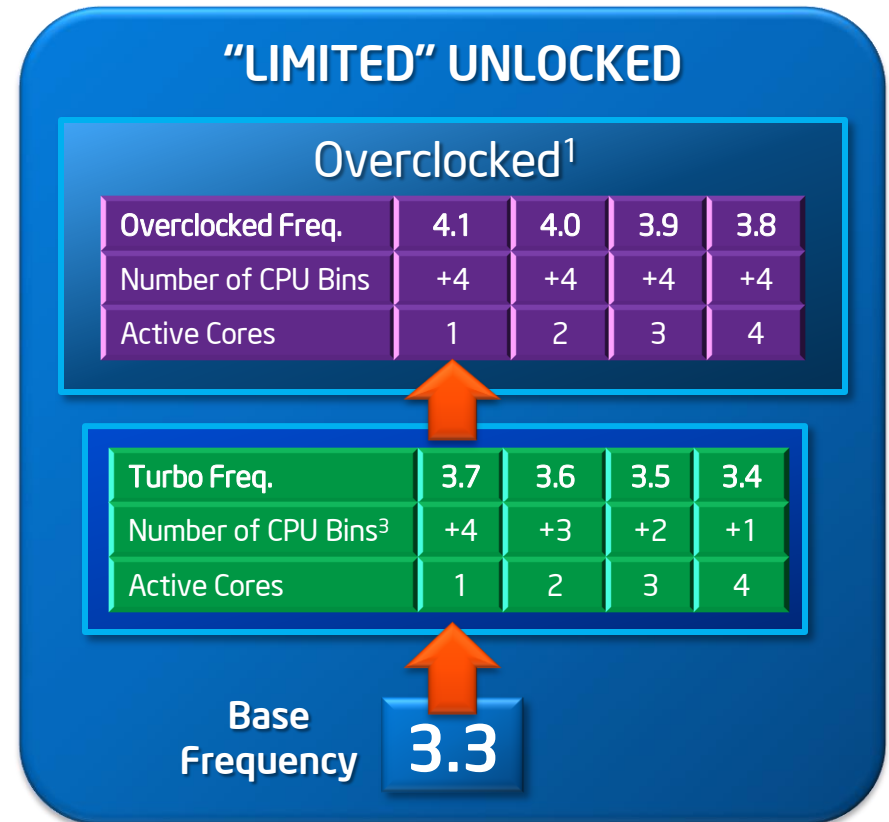 “LIMITED” UNLOCKED
Overclocked¹
Overclocked Freq. 4.1 4.0 3.9 3.8
Number of CPU Bins +4 +4 +4 +4
Active Cores 1 2 3 4
Turbo Freq. 3.7 3.6 3.5 3.4
Number of CPU Bins³ +4 +3 +2 +1
Active Cores 1 2 3 4
Base
Frequency
3.3